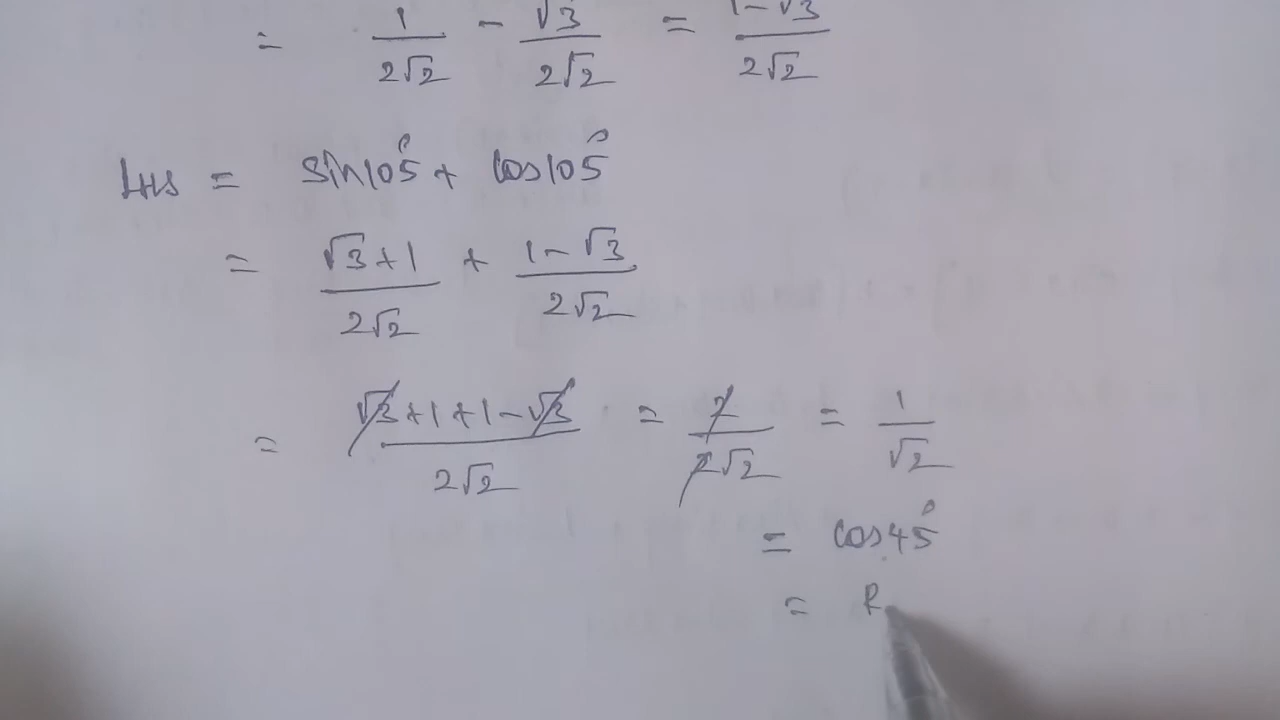 = 1/2√2 - √3/2√2 = 1-√3/2√2
LHS = sin105° + cos105°
= √3+1/2√2 + 1-√3/2√2
= √3+1+1-√3/2√2 = 2/2√2 = 1/√2
= cos45°
= R